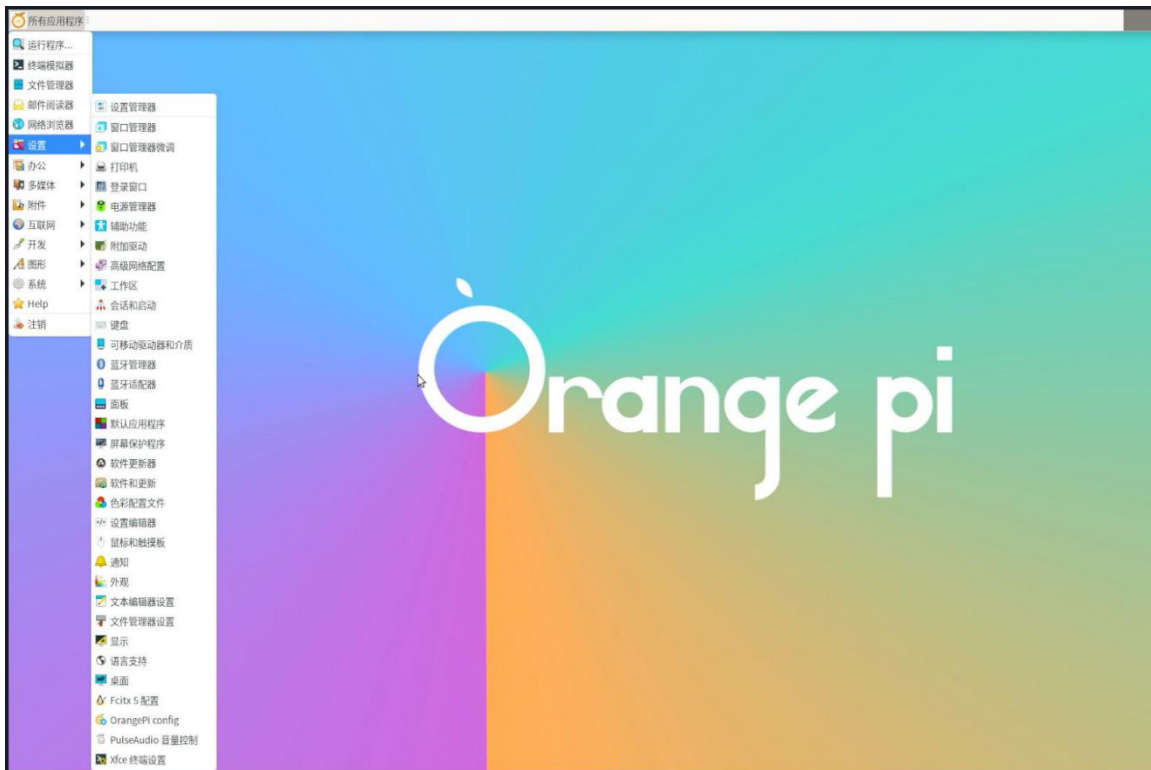 所有应用程序
运行程序...
终端模拟器
文件管理器
邮件阅读器
网络浏览器
设置
办公
多媒体
附件
互联网
开发
图形
系统
Help
注销
设置管理器
窗口管理器
窗口管理器微调
打印机
登录窗口
电源管理器
辅助功能
附加驱动
高级网络配置
工作区
会话和启动
键盘
可移动驱动器和介质
蓝牙管理器
蓝牙适配器
面板
默认应用程序
屏幕保护程序
软件更新器
软件和更新
色彩配置文件
设置编辑器
鼠标和触摸板
通知
外观
文本编辑器设置
文件管理器设置
显示
语言支持
桌面
Fcitx 5 配置
OrangePi config
PulseAudio 音量控制
Xfce 终端设置
Orange pi